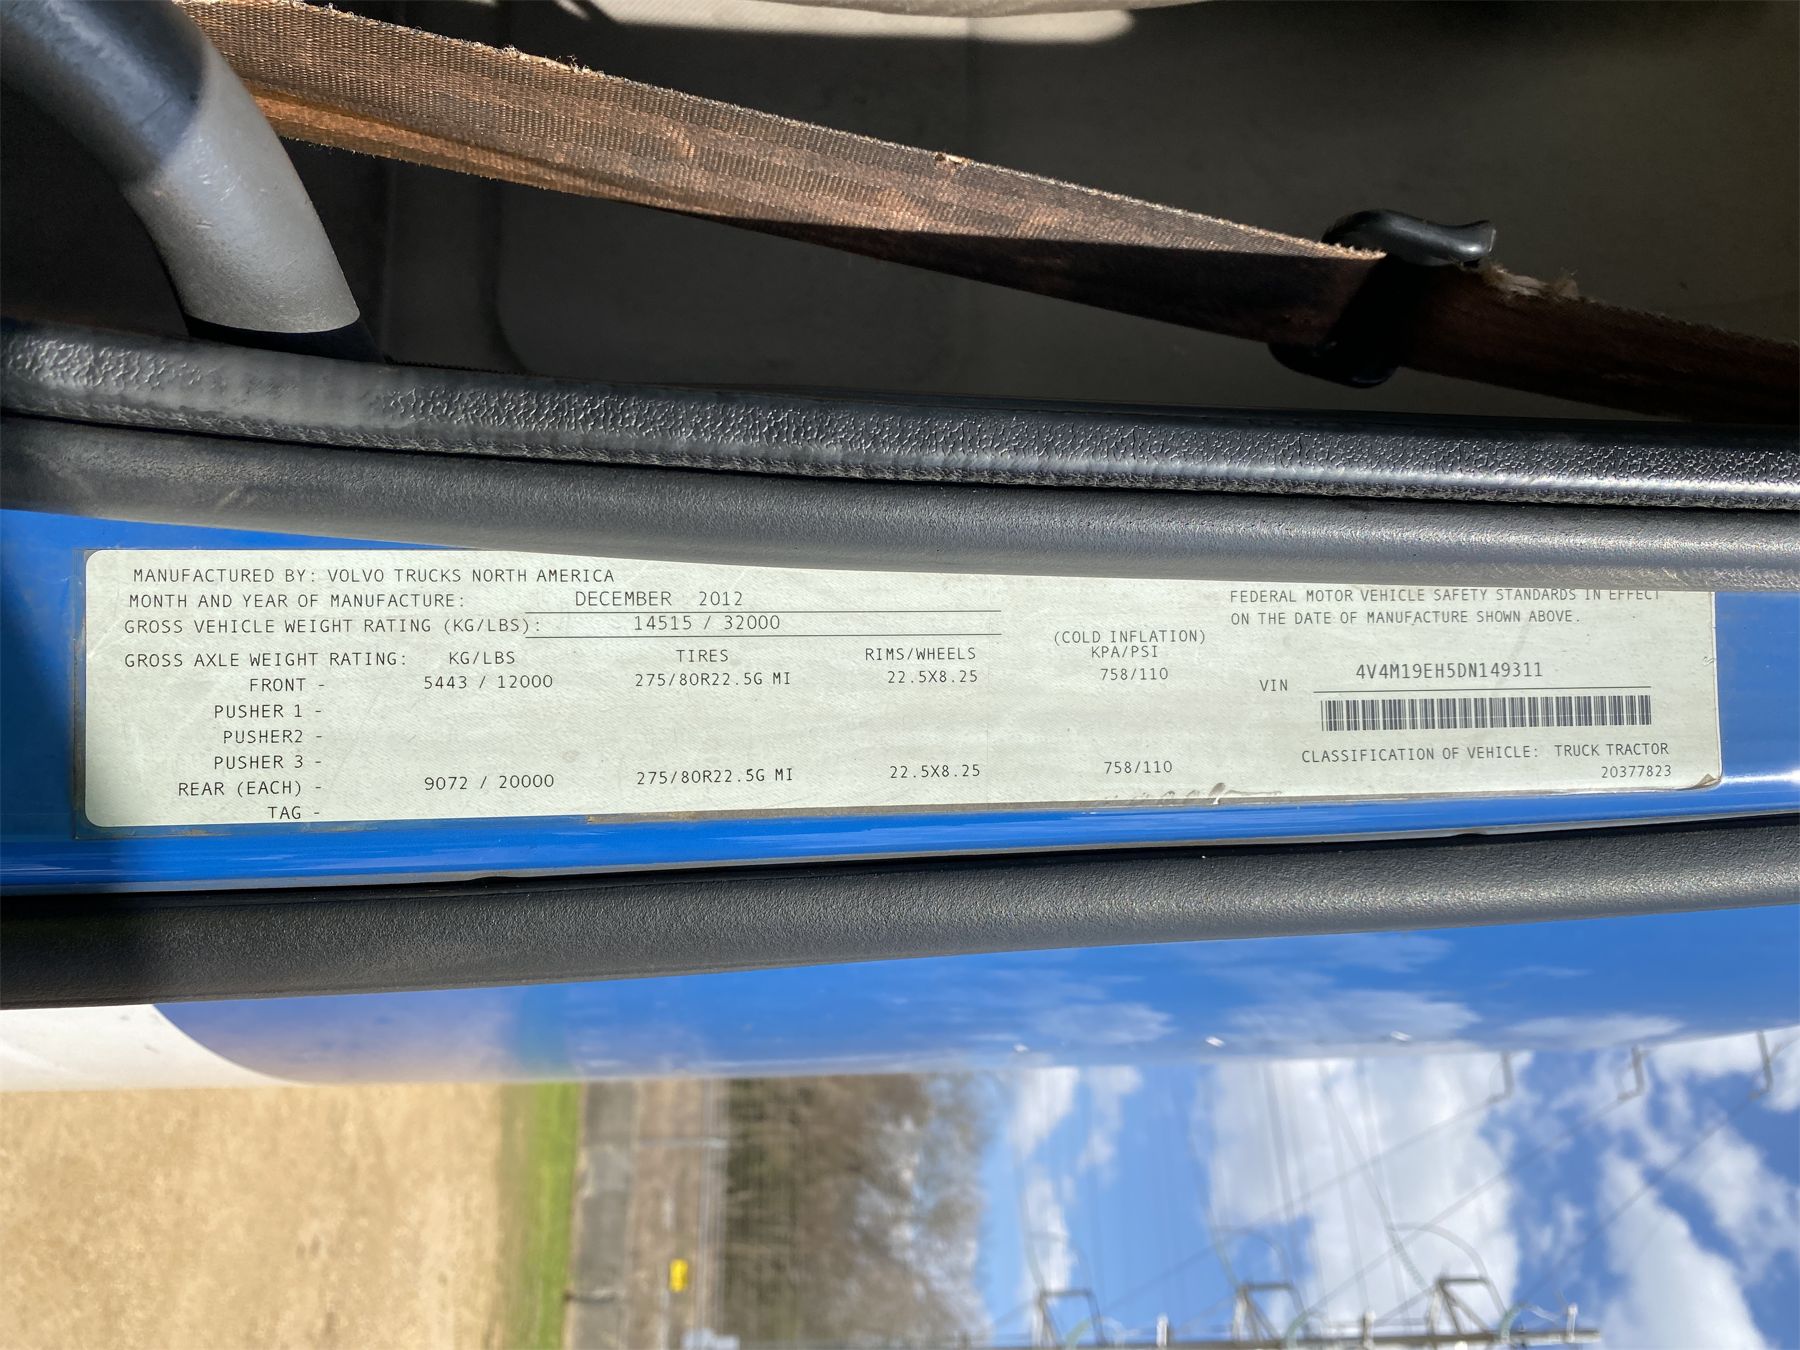 MANUFACTURED BY: VOLVO TRUCKS NORTH AMERICA
MONTH AND YEAR OF MANUFACTURE: DECEMBER 2012
GROSS VEHICLE WEIGHT RATING (KG/LBS): 14515 / 32000
GROSS AXLE WEIGHT RATING: KG/LBS TIRES RIMS/WHEELS (COLD INFLATION) KPA/PSI
FRONT - 5443 / 12000 275/80R22.5G MI 22.5X8.25 758/110
PUSHER 1 -
PUSHER2 -
PUSHER 3 -
REAR (EACH) - 9072 / 20000 275/80R22.5G MI 22.5X8.25 758/110
TAG -
FEDERAL MOTOR VEHICLE SAFETY STANDARDS IN EFFECT
ON THE DATE OF MANUFACTURE SHOWN ABOVE.
VIN 4V4M19EH5DN149311
CLASSIFICATION OF VEHICLE: TRUCK TRACTOR
20377823